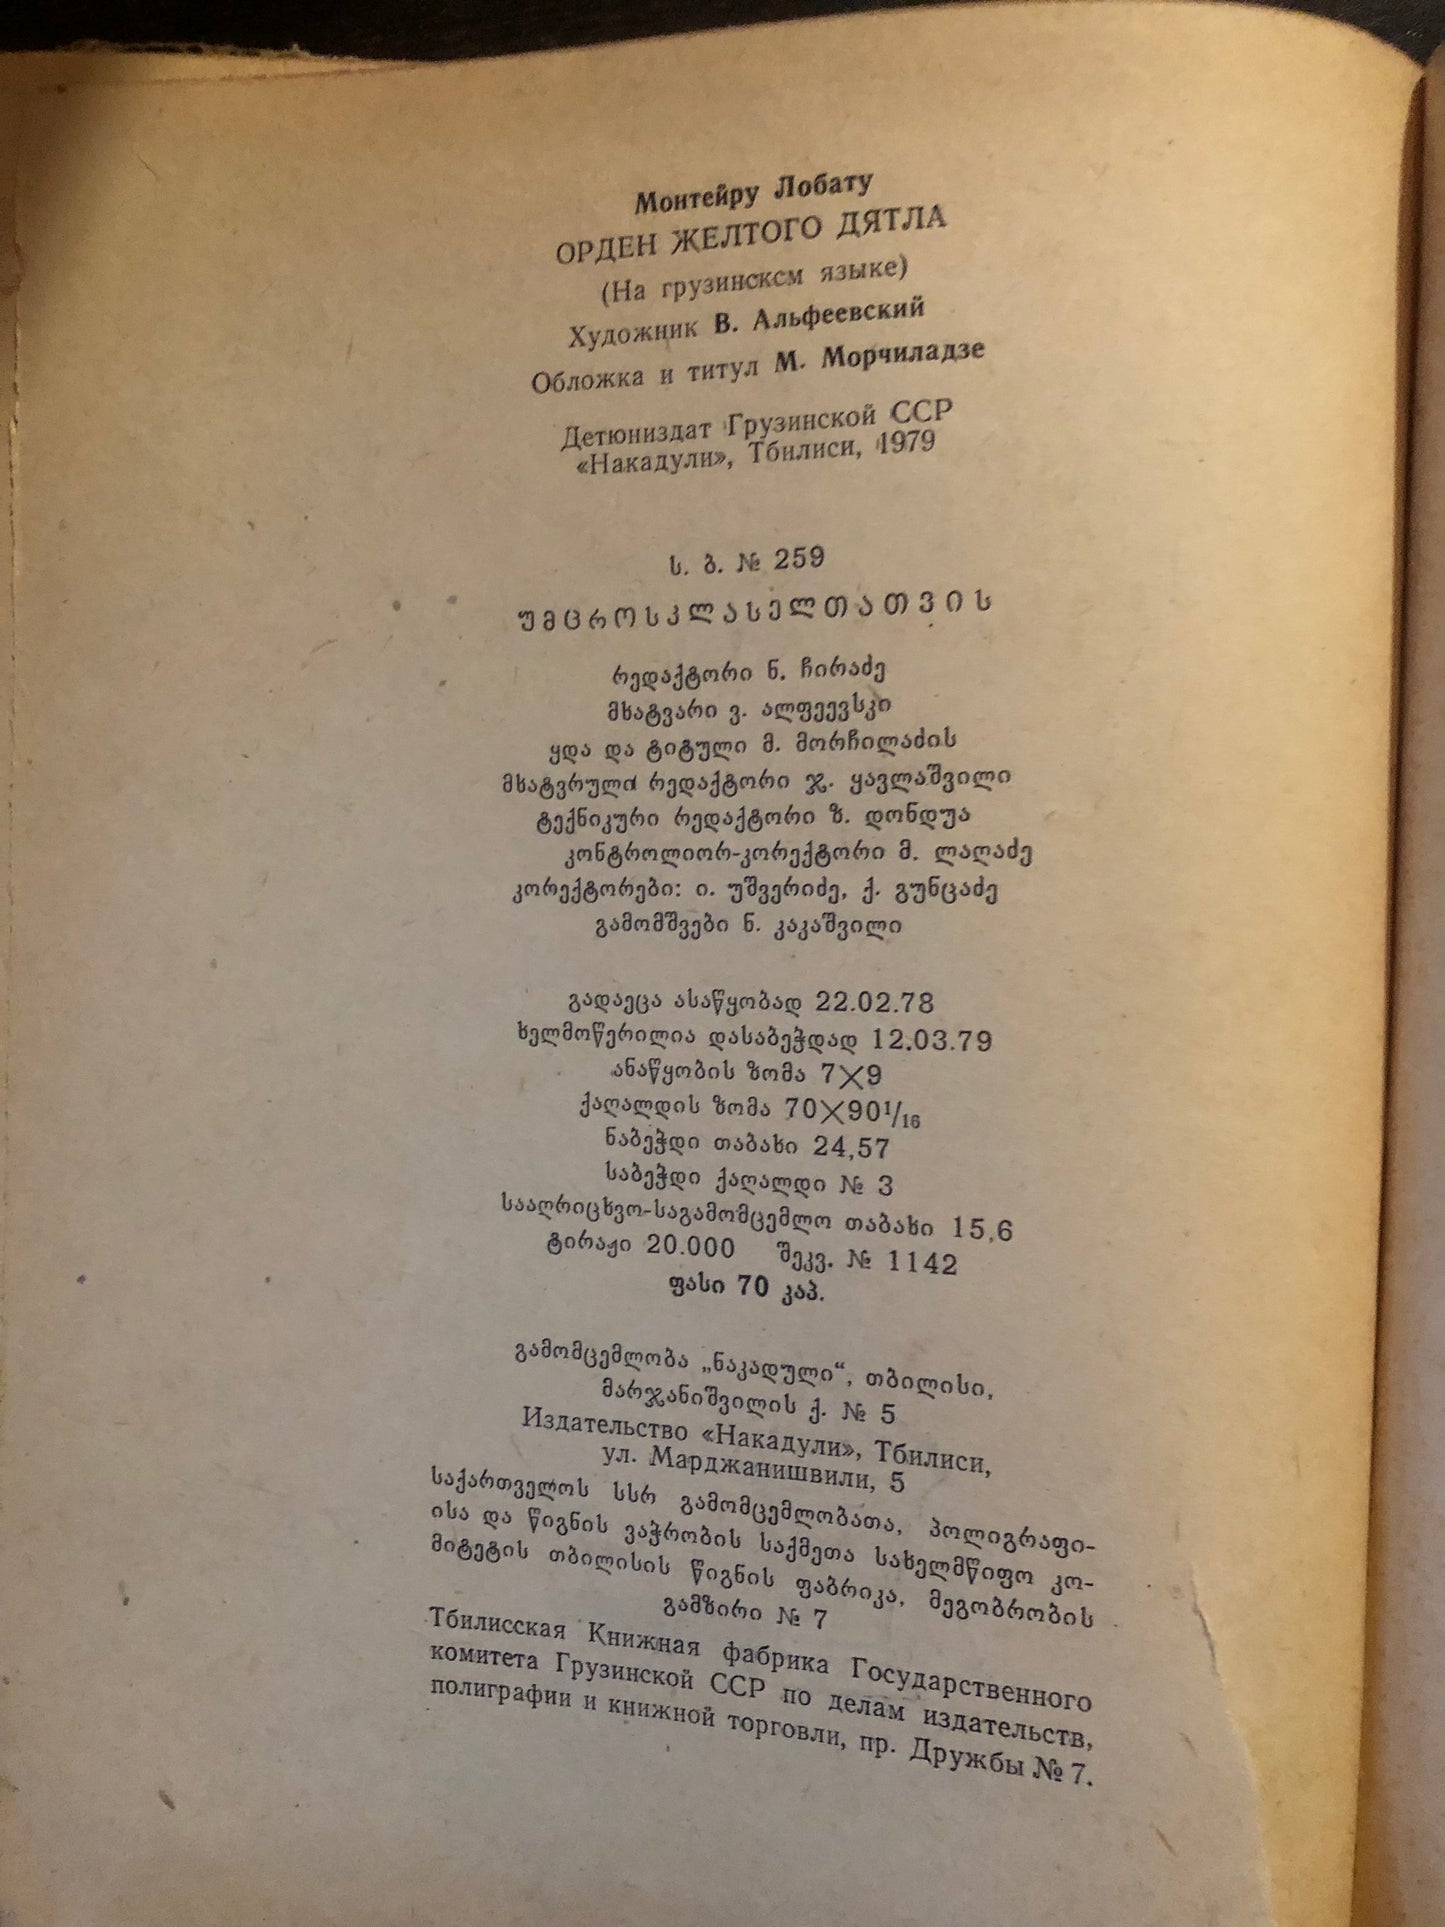 Монтейру Лобату
ОРДЕН ЖЕЛТОГО ДЯТЛА
(На грузинскcм языке)
Художник В. Альфеевский
Обложка и титул М. Морчиладзе
Детюниздат Грузинской ССР
«Накадули», Тбилиси, 1979
ს. ბ. № 259
უმცროსკლასელთათვის
რედაქტორი ნ. ჩირაძე
მხატვარი ვ. ალფეევსკი
ყდა და ტიტული მ. მორჩილაძის
მხატვრული რედაქტორი ჯ. ყავლაშვილი
ტექნიკური რედაქტორი ზ. დონდუა
კონტროლიორ-კორექტორი მ. ლაღაძე
კორექტორები: ი. უშვერიძე, ქ. გუნცაძე
გამომშვები ნ. კაკაშვილი
გადაეცა ასაწყობად 22.02.78
ხელმოწერილია დასაბეჭდად 12.03.79
ანაწყობის ზომა 7×9
ქაღალდის ზომა 70×90¹/₁₆
ნაბეჭდი თაბახი 24,57
საბეჭდი ქაღალდი № 3
სააღრიცხვო-საგამომცემლო თაბახი 15,6
ტირაჟი 20.000 შეკვ. № 1142
ფასი 70 კაპ.
გამომცემლობა „ნაკადული“, თბილისი,
მარჯანიშვილის ქ. № 5
Издательство «Накадули», Тбилиси,
ул. Марджанишвили, 5
საქართველოს სსრ გამომცემლობათა, პოლიგრაფი-
ისა და წიგნის ვაჭრობის საქმეთა სახელმწიფო კო-
მიტეტის თბილისის წიგნის ფაბრიკა, მეგობრობის
გამზირი № 7
Тбилисская Книжная фабрика Государственного
комитета Грузинской ССР по делам издательств,
полиграфии и книжной торговли, пр. Дружбы № 7.